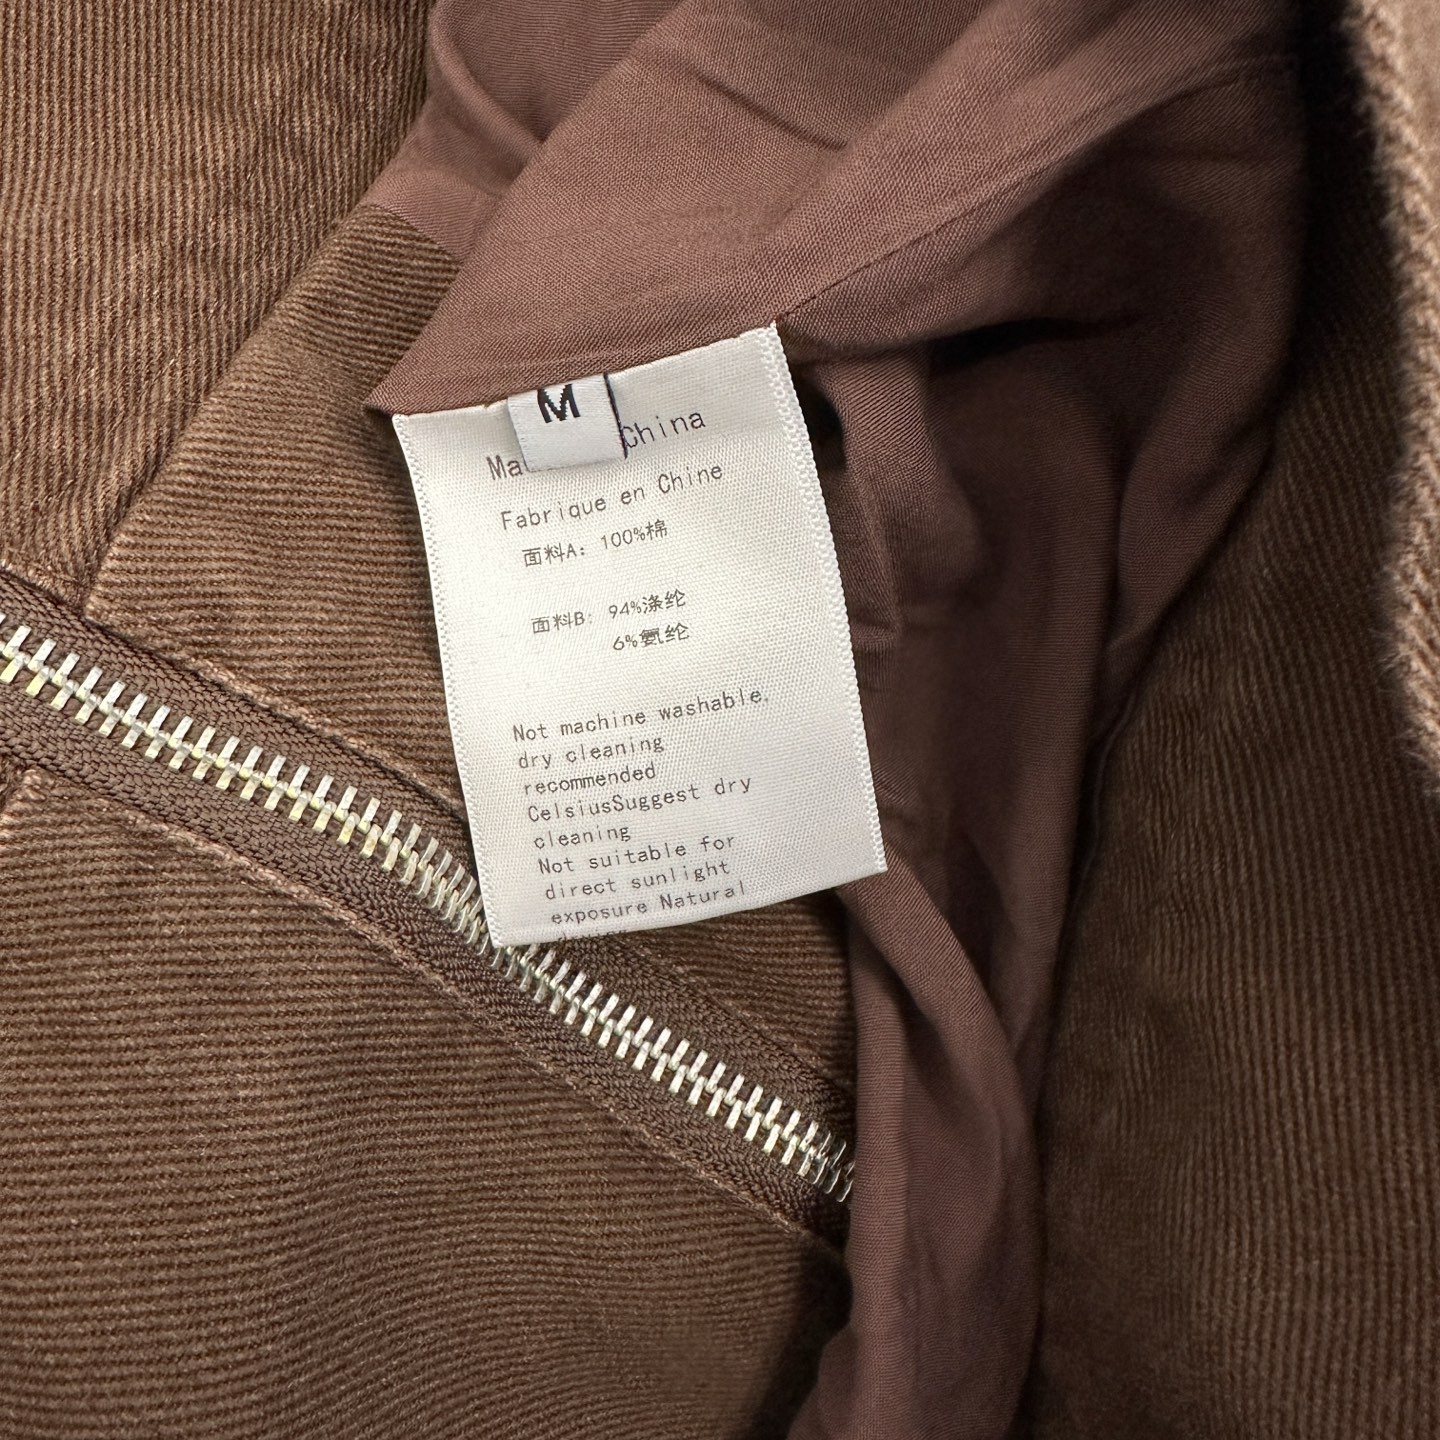 M
China
Fabrique en Chine
面料A: 100%棉
面料B: 94%涤纶
6%氨纶
Not machine washable,
dry cleaning
recommended
CelsiusSuggest dry
cleaning
Not suitable for
direct sunlight
exposure Natural